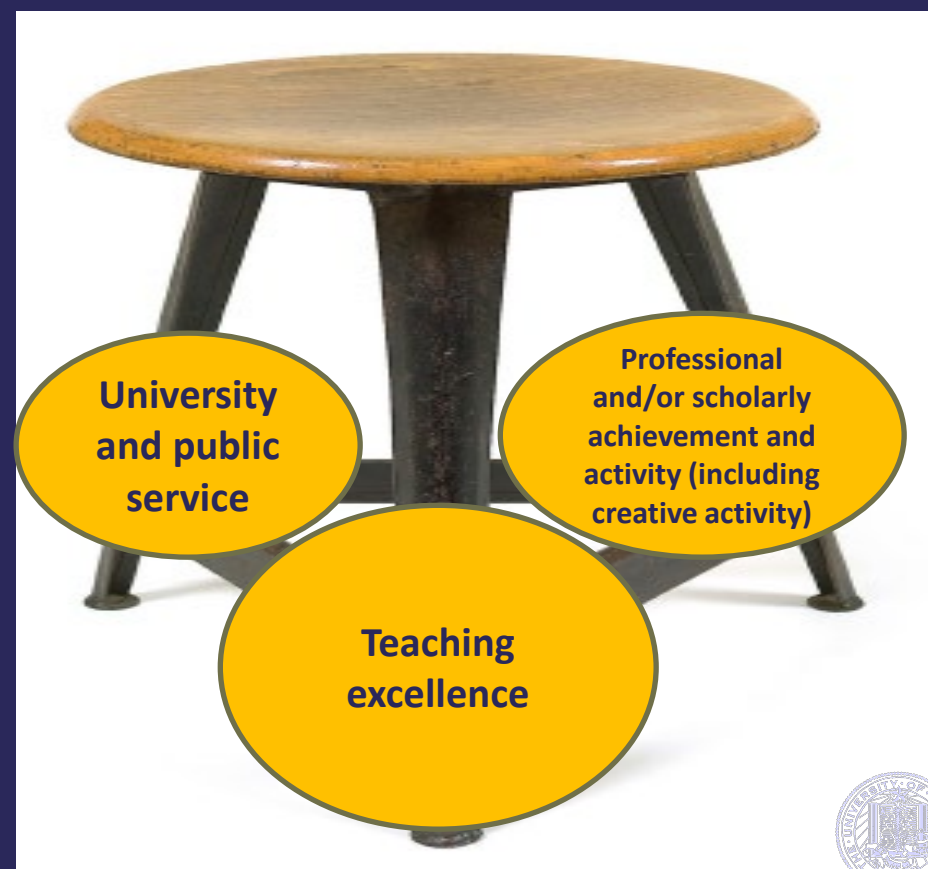 University
and public
service
Professional
and/or scholarly
achievement and
activity (including
creative activity)
Teaching
excellence